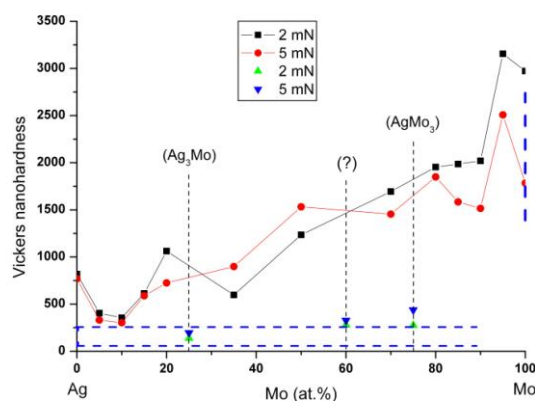 3500
3000
2500
2000
1500
1000
500
0
Vickers nanohardness
2 mN
5 mN
2 mN
5 mN
(Ag₃Mo)
(?)
(AgMo₃)
0 20 40 60 80 100
Ag Mo (at.%) Mo